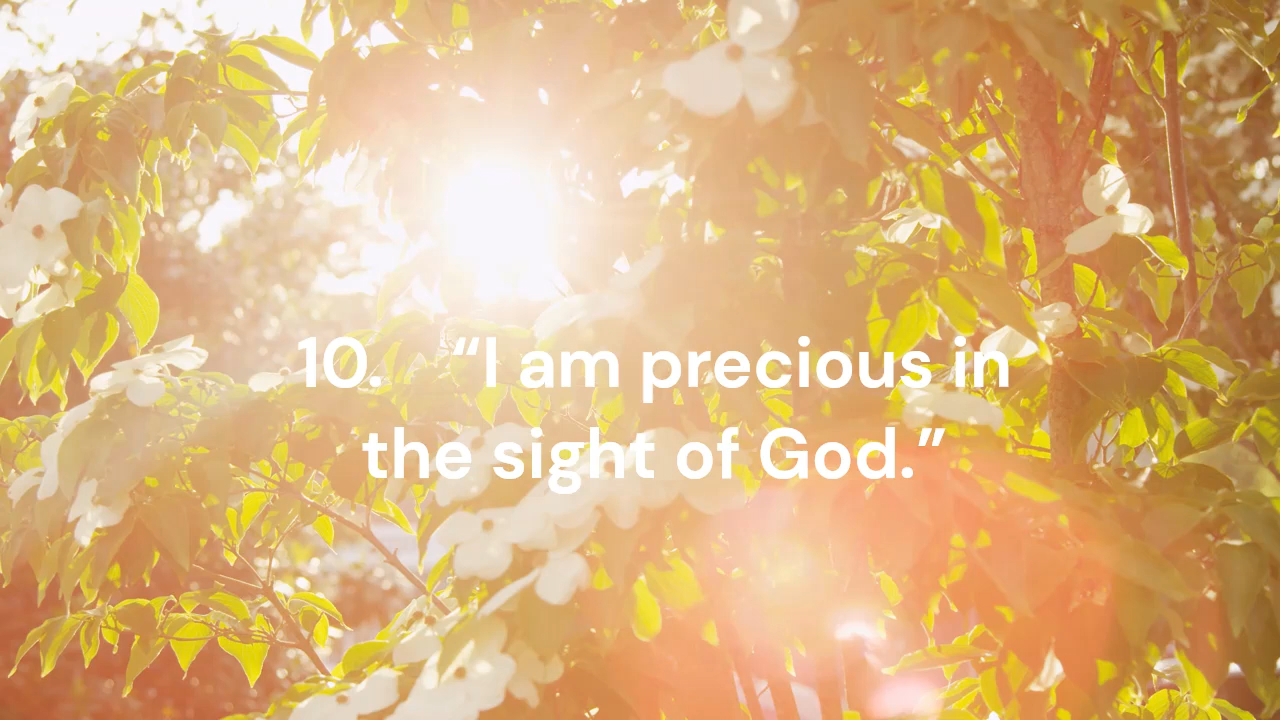 10. “I am precious in
the sight of God.”